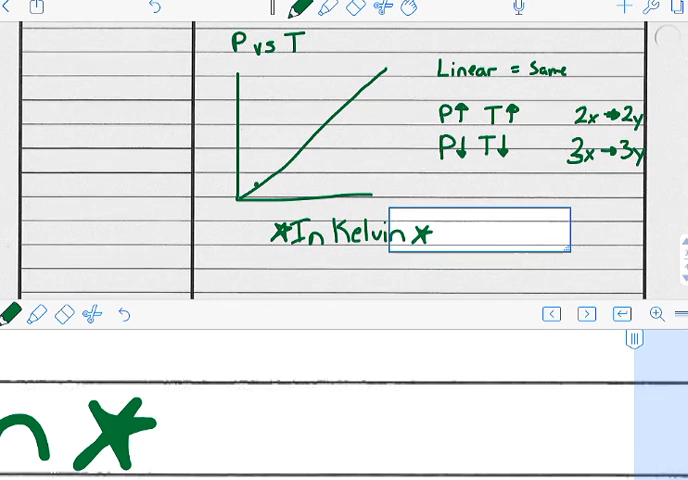 P vs T
Linear = Same
P↑ T↑ 2x→2y
P↓ T↓ 3x→3y
*In Kelvin*
n *